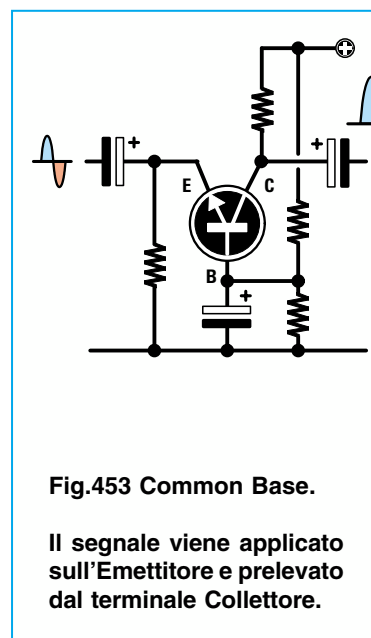 +
+
E
C
B
+
Fig.453 Common Base.
Il segnale viene applicato
sull'Emettitore e prelevato
dal terminale Collettore.